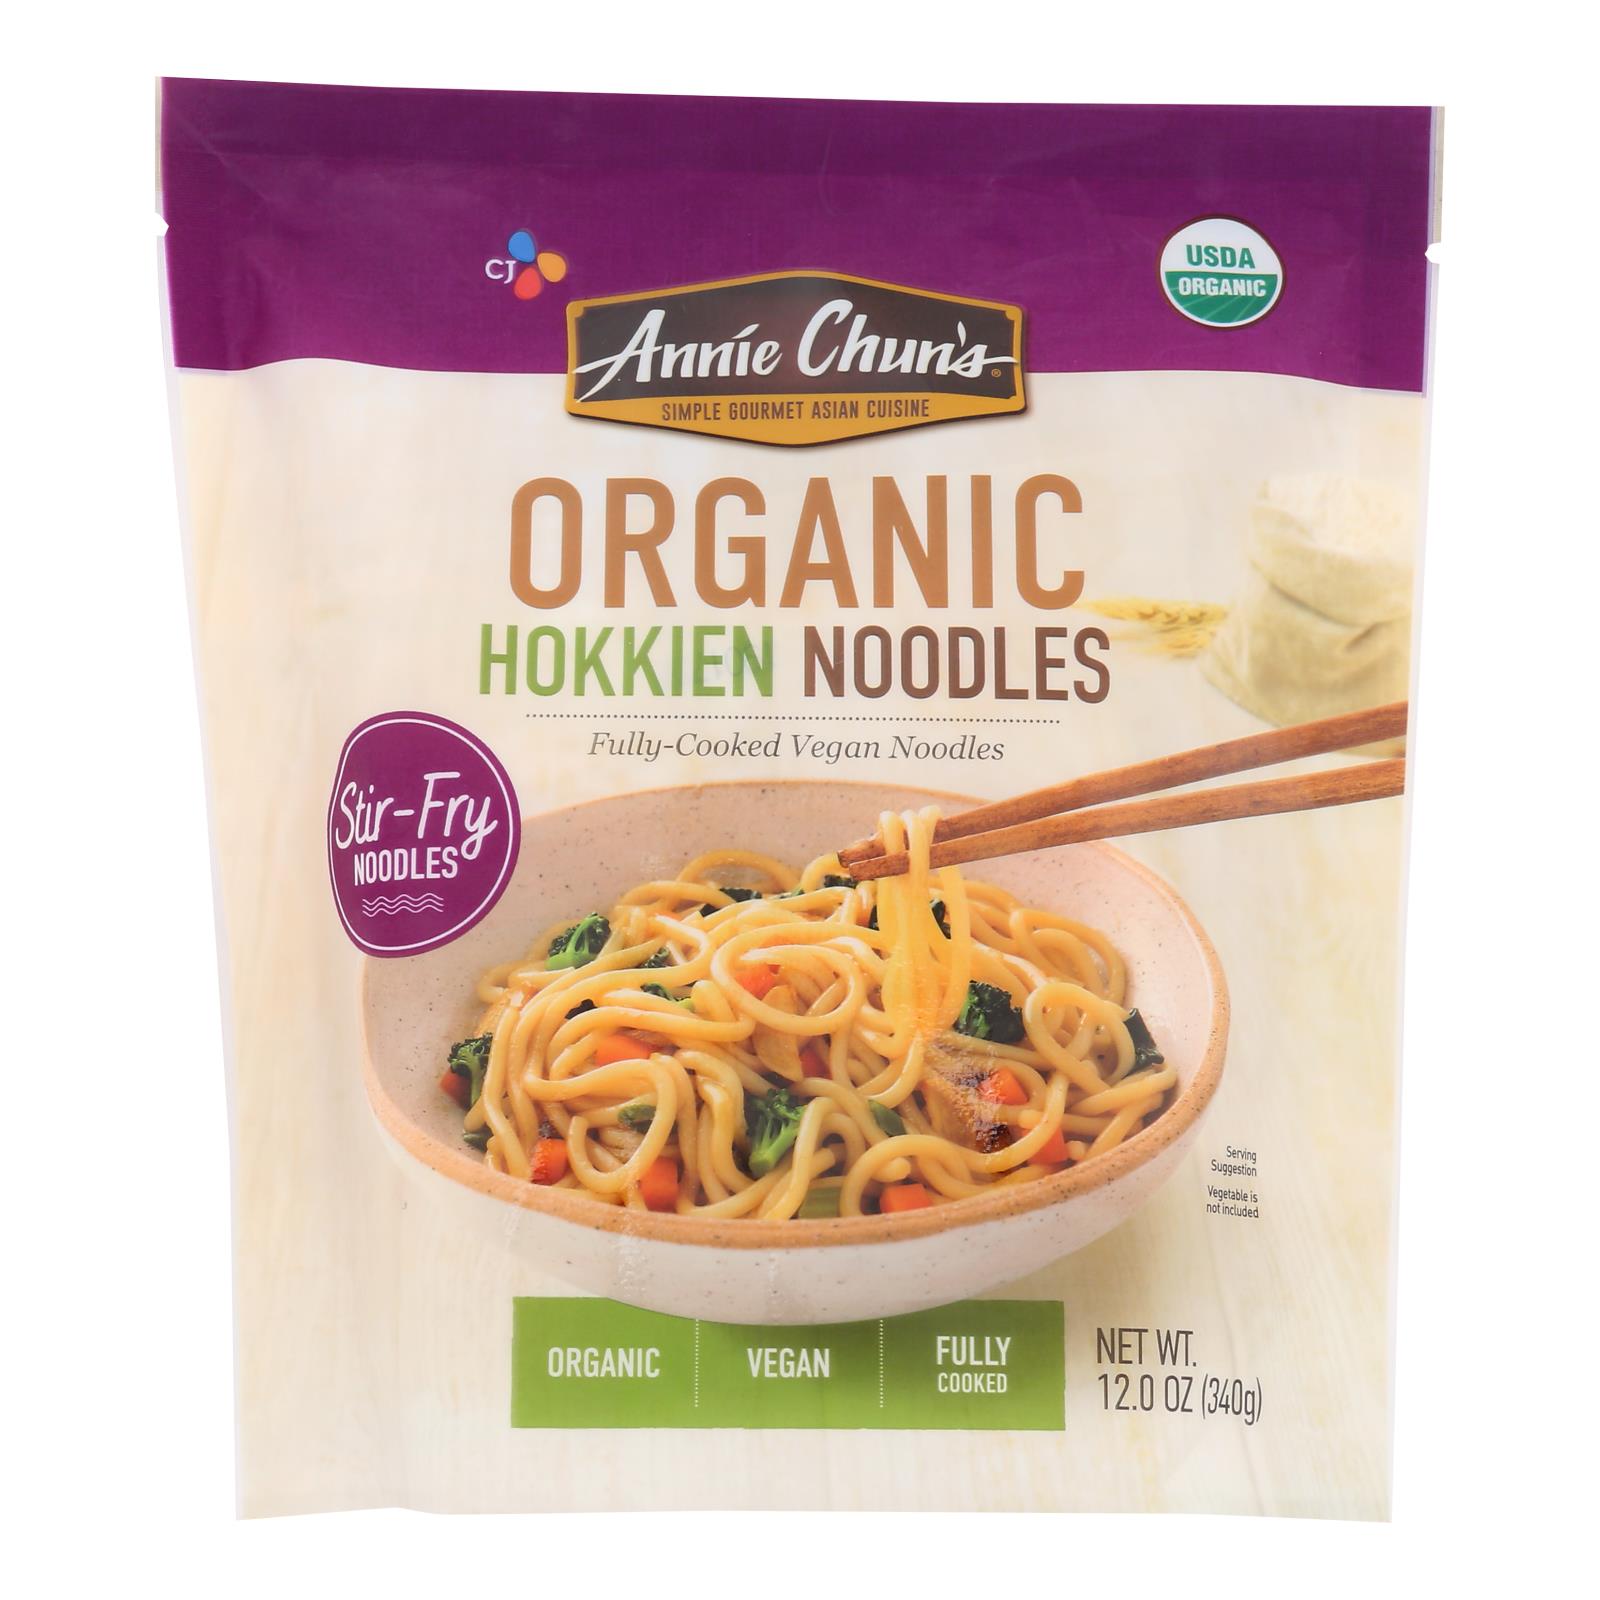 CJ
USDA
ORGANIC
Annie Chun's®
SIMPLE GOURMET ASIAN CUISINE
ORGANIC
HOKKIEN NOODLES
Fully-Cooked Vegan Noodles
Stir-Fry
NOODLES
Serving
Suggestion
Vegetable is
not included
ORGANIC
VEGAN
FULLY
COOKED
NET WT.
12.0 OZ (340g)